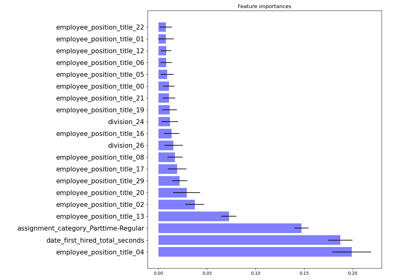 Feature importances
employee_position_title_22
employee_position_title_01
employee_position_title_12
employee_position_title_06
employee_position_title_05
employee_position_title_00
employee_position_title_21
employee_position_title_19
division_24
employee_position_title_16
division_26
employee_position_title_08
employee_position_title_17
employee_position_title_29
employee_position_title_20
employee_position_title_02
employee_position_title_13
assignment_category_Parttime-Regular
date_first_hired_total_seconds
employee_position_title_04
0.00 0.05 0.10 0.15 0.20